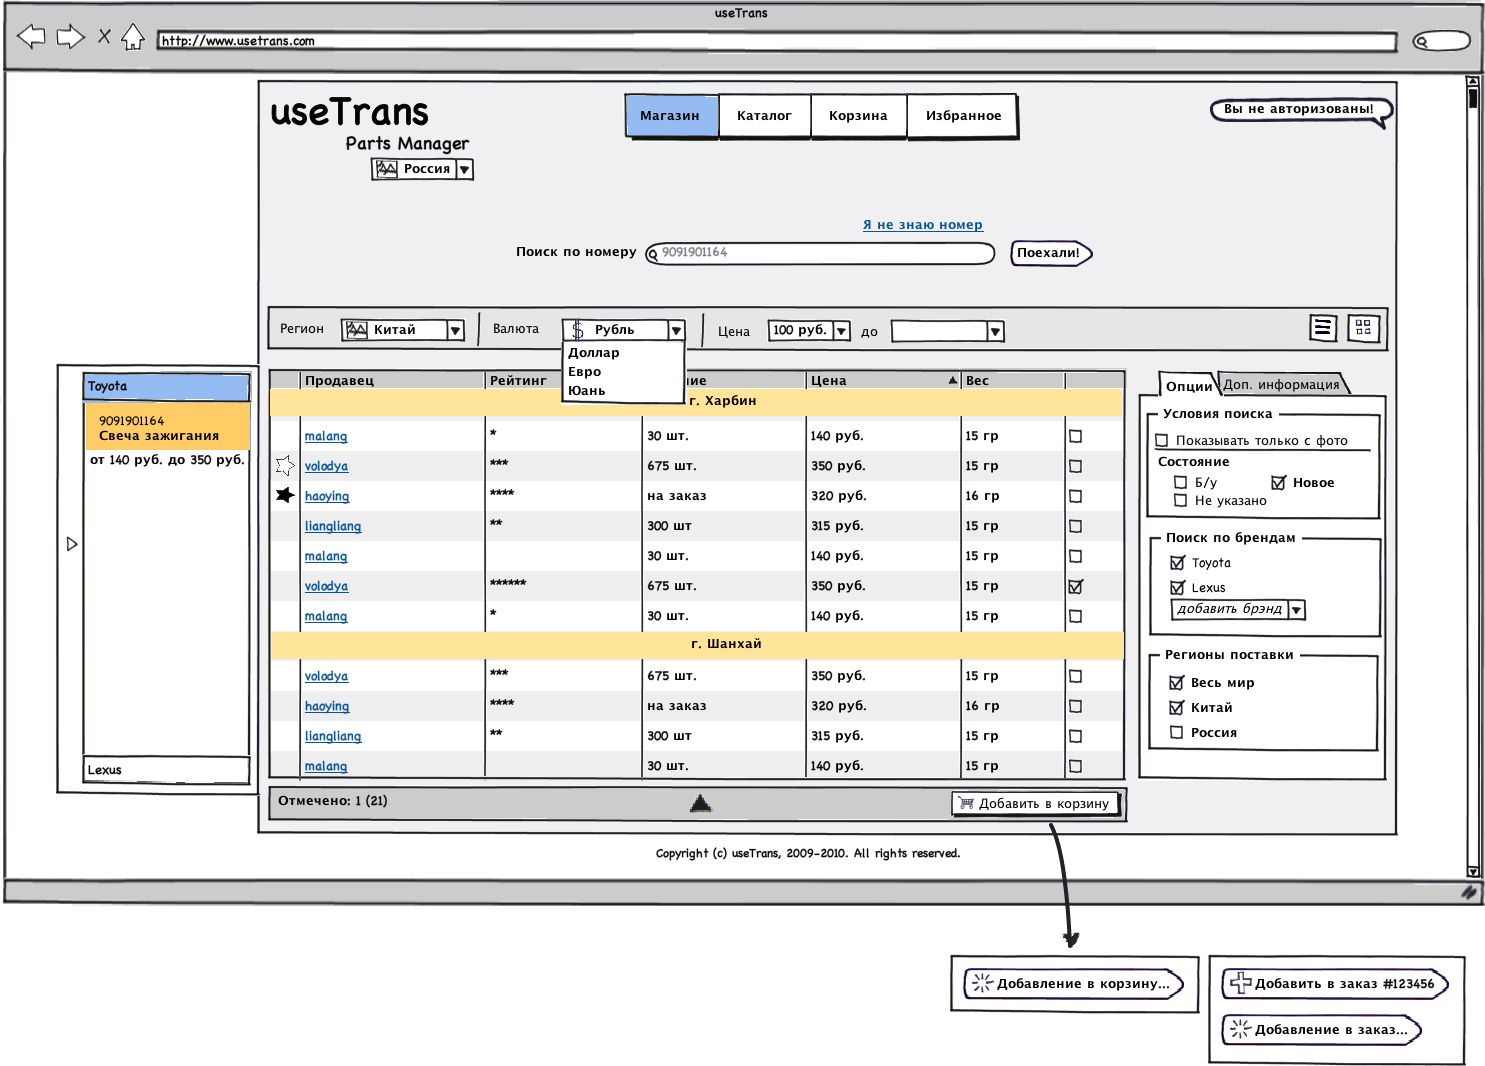 useTrans
http://www.usetrans.com
useTrans
Parts Manager
Россия
Магазин Каталог Корзина Избранное
Вы не авторизованы!
Я не знаю номер
Поиск по номеру 9091901164 Поехали!
Регион Китай Валюта $ Рубль Цена 100 руб. до
Доллар
Евро
Юань
Toyota
9091901164
Свеча зажигания
от 140 руб. до 350 руб.
Lexus
Продавец Рейтинг ие Цена Вес
г. Харбин
malang * 30 шт. 140 руб. 15 гр
volodya *** 675 шт. 350 руб. 15 гр
haoying **** на заказ 320 руб. 16 гр
liangliang ** 300 шт 315 руб. 15 гр
malang 30 шт. 140 руб. 15 гр
volodya ****** 675 шт. 350 руб. 15 гр
malang * 30 шт. 140 руб. 15 гр
г. Шанхай
volodya *** 675 шт. 350 руб. 15 гр
haoying **** на заказ 320 руб. 16 гр
liangliang ** 300 шт 315 руб. 15 гр
malang 30 шт. 140 руб. 15 гр
Отмечено: 1 (21) Добавить в корзину
Опции Доп. информация
Условия поиска
Показывать только с фото
Состояние
Б/у Новое
Не указано
Поиск по брендам
Toyota
Lexus
добавить брэнд
Регионы поставки
Весь мир
Китай
Россия
Copyright (c) useTrans, 2009-2010. All rights reserved.
Добавление в корзину...
Добавить в заказ #123456
Добавление в заказ...